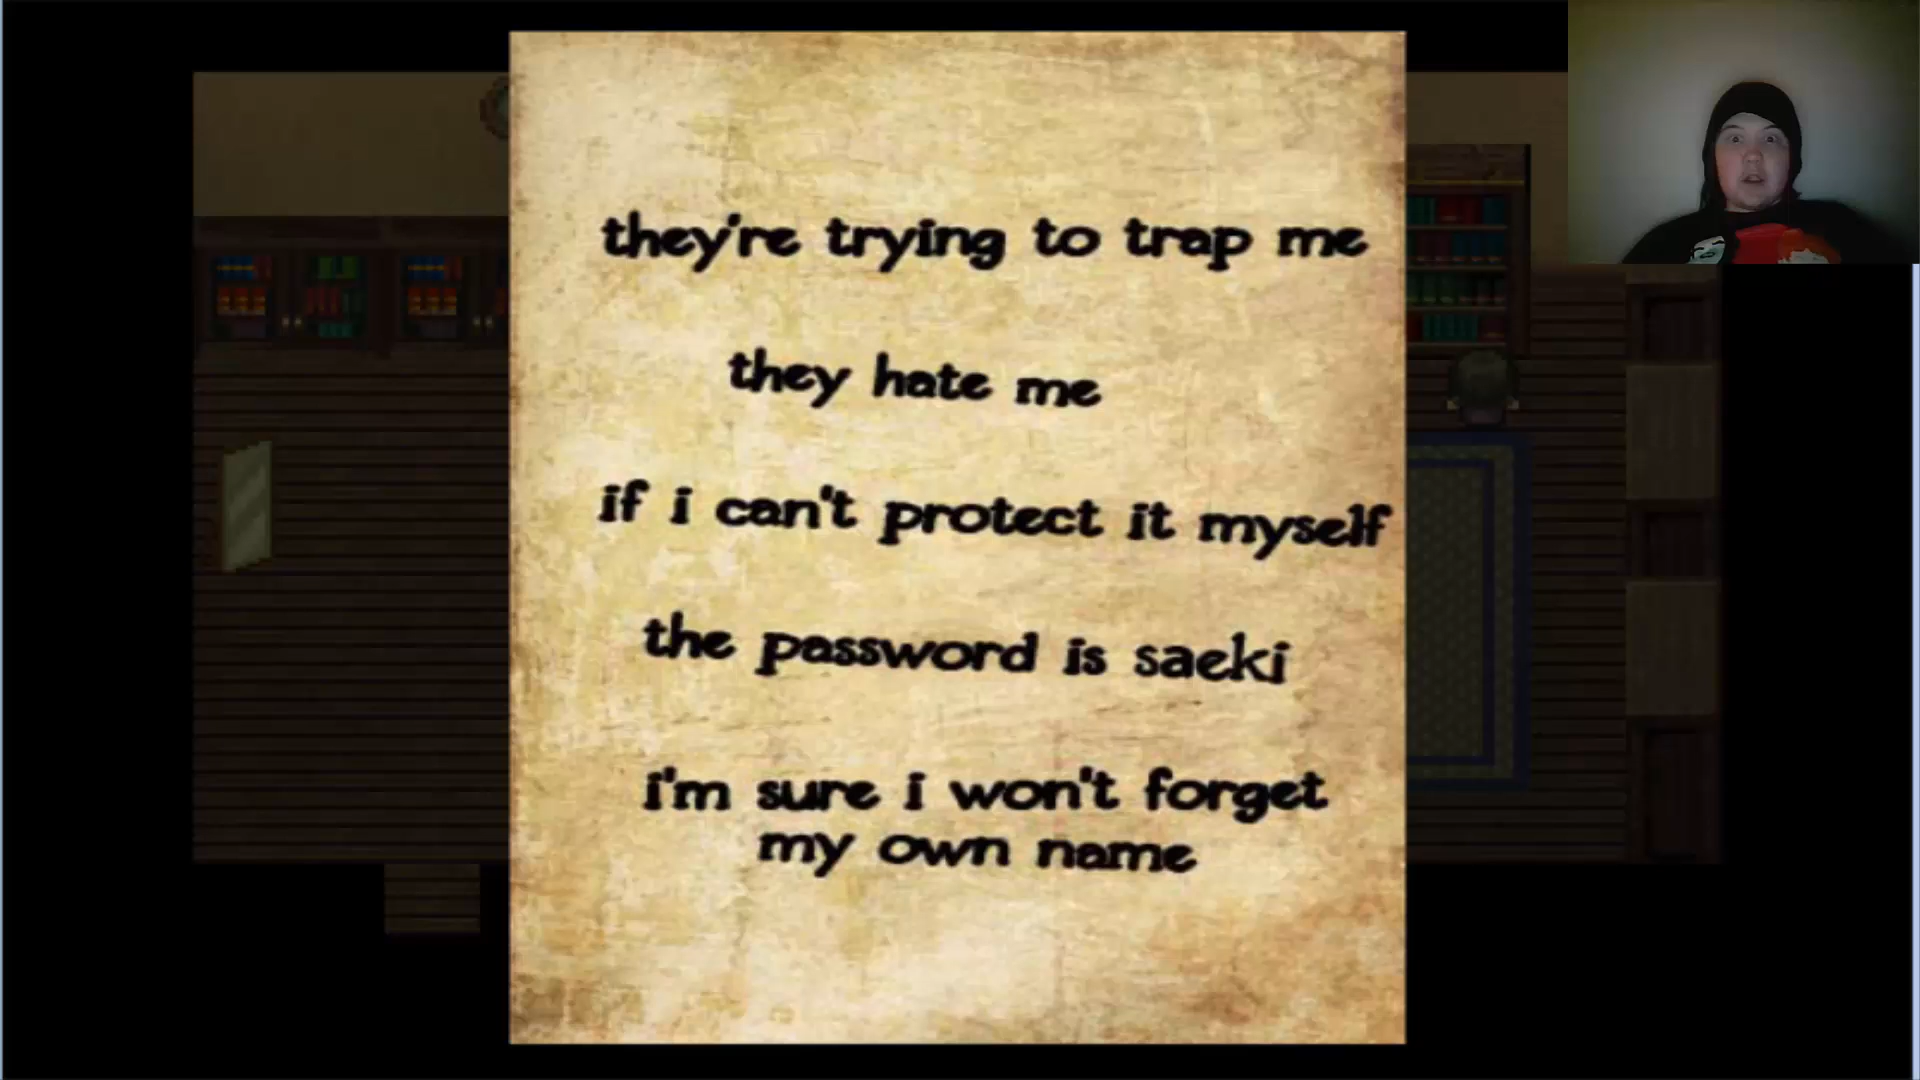 they're trying to trap me
they hate me
if i can't protect it myself
the password is saeki
i'm sure i won't forget
my own name